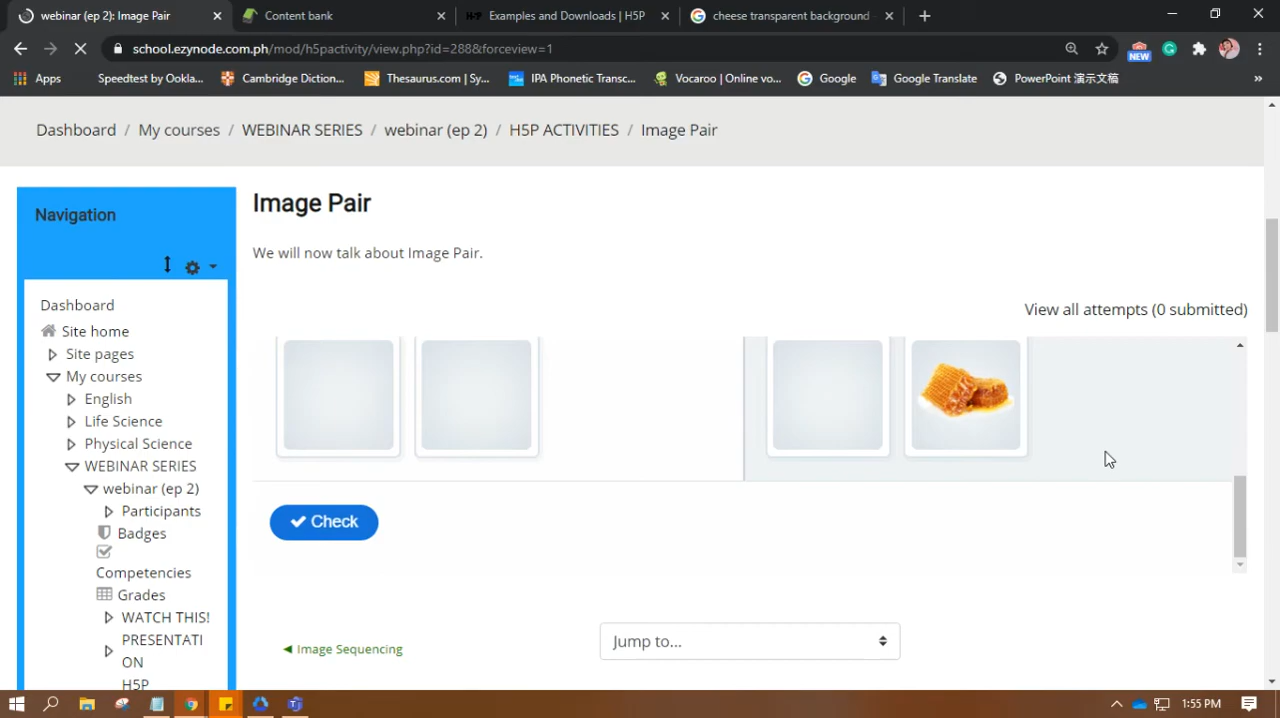 webinar (ep 2): Image Pair
Content bank
H-P Examples and Downloads | H5P
cheese transparent background
school.ezynode.com.ph/mod/h5pactivity/view.php?id=288&forceview=1
NEW
Apps
Speedtest by Ookla...
Cambridge Diction...
Thesaurus.com | Sy...
IPA Phonetic Transc...
Vocaroo | Online vo...
Google
Google Translate
PowerPoint 演示文稿
Dashboard / My courses / WEBINAR SERIES / webinar (ep 2) / H5P ACTIVITIES / Image Pair
Navigation
Dashboard
Site home
Site pages
My courses
English
Life Science
Physical Science
WEBINAR SERIES
webinar (ep 2)
Participants
Badges
Competencies
Grades
WATCH THIS!
PRESENTATI
ON
H5P
Image Pair
We will now talk about Image Pair.
View all attempts (0 submitted)
Check
Image Sequencing
Jump to...
1:55 PM